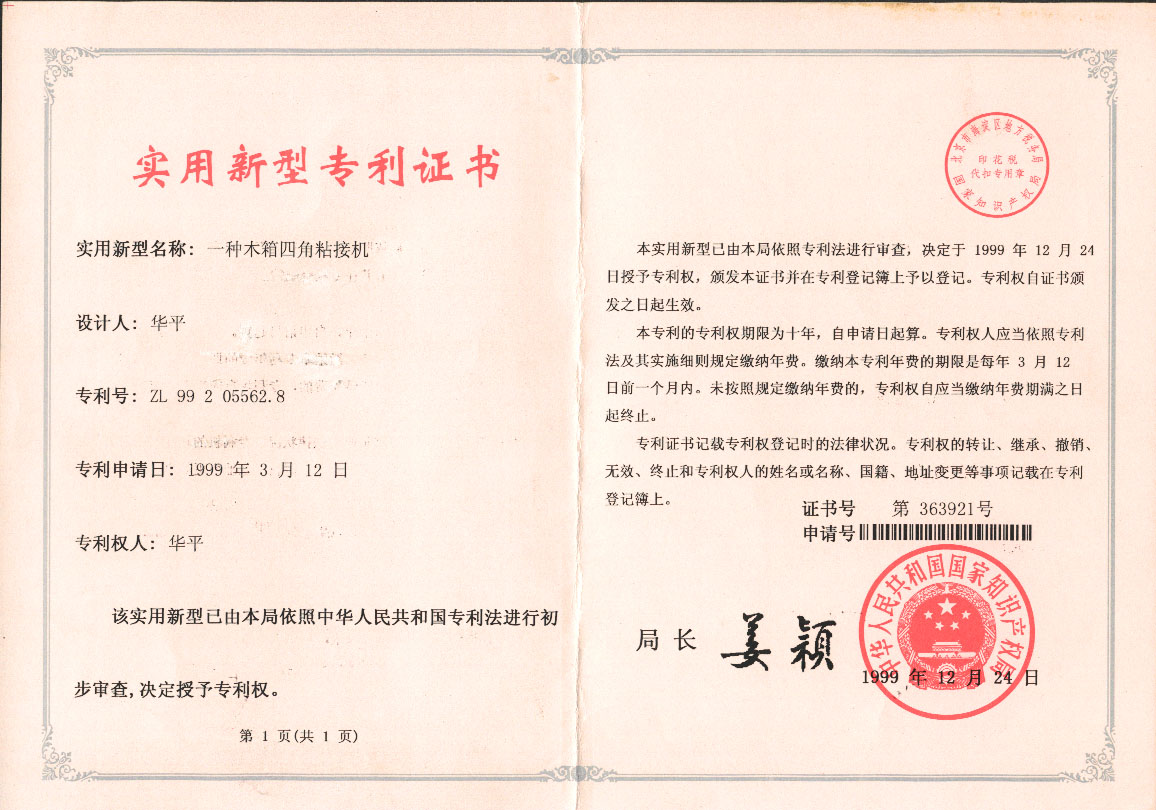 实用新型专利证书
实用新型名称：一种木箱四角粘接机
设计人：华平
专利号：ZL 99 2 05562.8
专利申请日：1999 年 3 月 12 日
专利权人：华平
该实用新型已由本局依照中华人民共和国专利法进行初
步审查,决定授予专利权。
第 1 页(共 1 页)
北京市海淀区地方税务局
印花税
代扣专用章
国家知识产权局
本实用新型已由本局依照专利法进行审查，决定于 1999 年 12 月 24
日授予专利权，颁发本证书并在专利登记簿上予以登记。专利权自证书颁
发之日起生效。
本专利的专利权期限为十年，自申请日起算。专利权人应当依照专利
法及其实施细则规定缴纳年费。缴纳本专利年费的期限是每年 3 月 12
日前一个月内。未按照规定缴纳年费的，专利权自应当缴纳年费期满之日
起终止。
专利证书记载专利权登记时的法律状况。专利权的转让、继承、撤销、
无效、终止和专利权人的姓名或名称、国籍、地址变更等事项记载在专利
登记簿上。
证书号 第 363921号
申请号
中华人民共和国国家知识产权局
局长 姜颖
1999 年 12 月 24 日